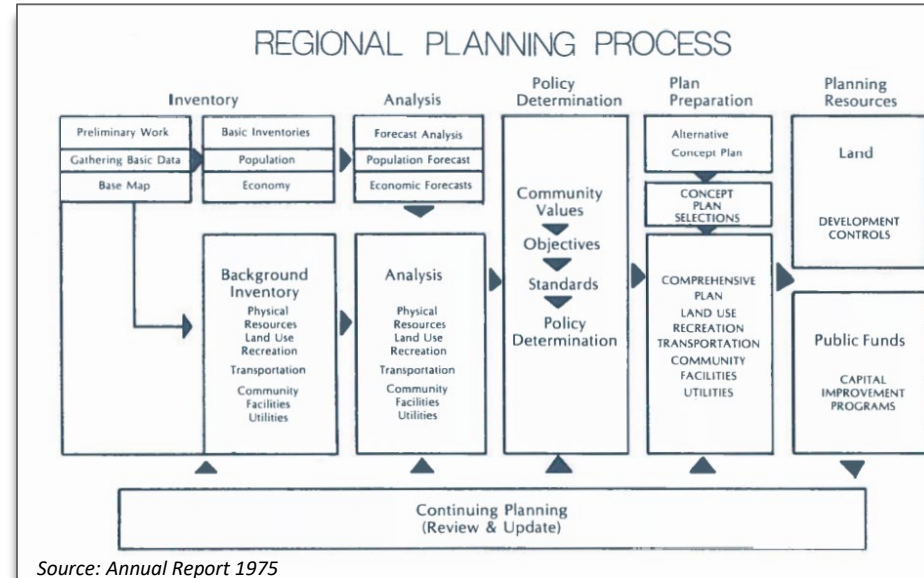 REGIONAL PLANNING PROCESS
Inventory
Analysis
Policy
Determination
Plan
Preparation
Planning
Resources
Preliminary Work
Gathering Basic Data
Base Map
Basic Inventories
Population
Economy
Forecast Analysis
Population Forecast
Economic Forecasts
Background
Inventory
Physical
Resources
Land Use
Recreation
Transportation
Community
Facilities
Utilities
Analysis
Physical
Resources
Land Use
Recreation
Transportation
Community
Facilities
Utilities
Community
Values
Objectives
Standards
Policy
Determination
Alternative
Concept Plan
CONCEPT
PLAN
SELECTIONS
COMPREHENSIVE
PLAN
LAND USE
RECREATION
TRANSPORTATION
COMMUNITY
FACILITIES
UTILITIES
Land
DEVELOPMENT
CONTROLS
Public Funds
CAPITAL
IMPROVEMENT
PROGRAMS
Continuing Planning
(Review & Update)
Source: Annual Report 1975